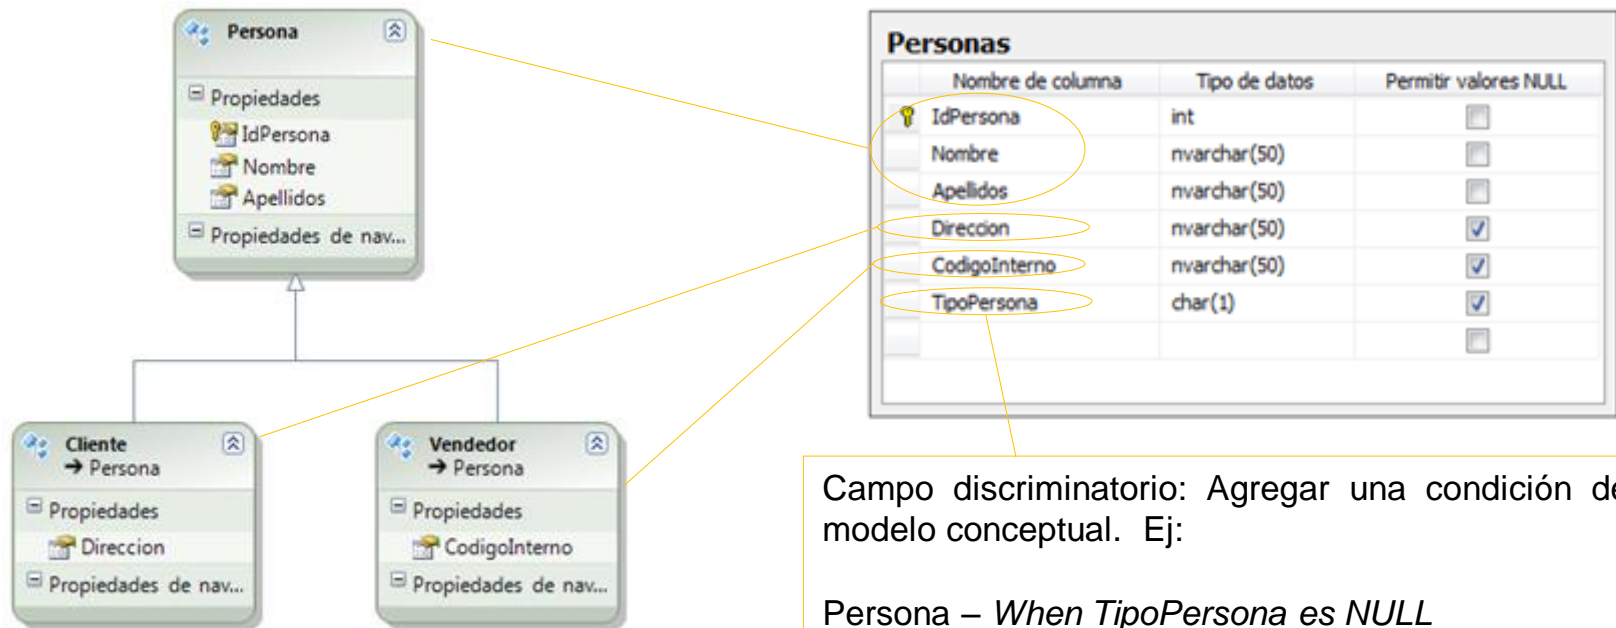 Persona
Propiedades
IdPersona
Nombre
Apellidos
Propiedades de nav...
Cliente
→ Persona
Propiedades
Direccion
Propiedades de nav...
Vendedor
→ Persona
Propiedades
CodigoInterno
Propiedades de nav...
Personas
Nombre de columna Tipo de datos Permitir valores NULL
IdPersona int
Nombre nvarchar(50)
Apellidos nvarchar(50)
Direccion nvarchar(50)
CodigoInterno nvarchar(50)
TipoPersona char(1)
Campo discriminatorio: Agregar una condición de
modelo conceptual. Ej:
Persona – When TipoPersona es NULL